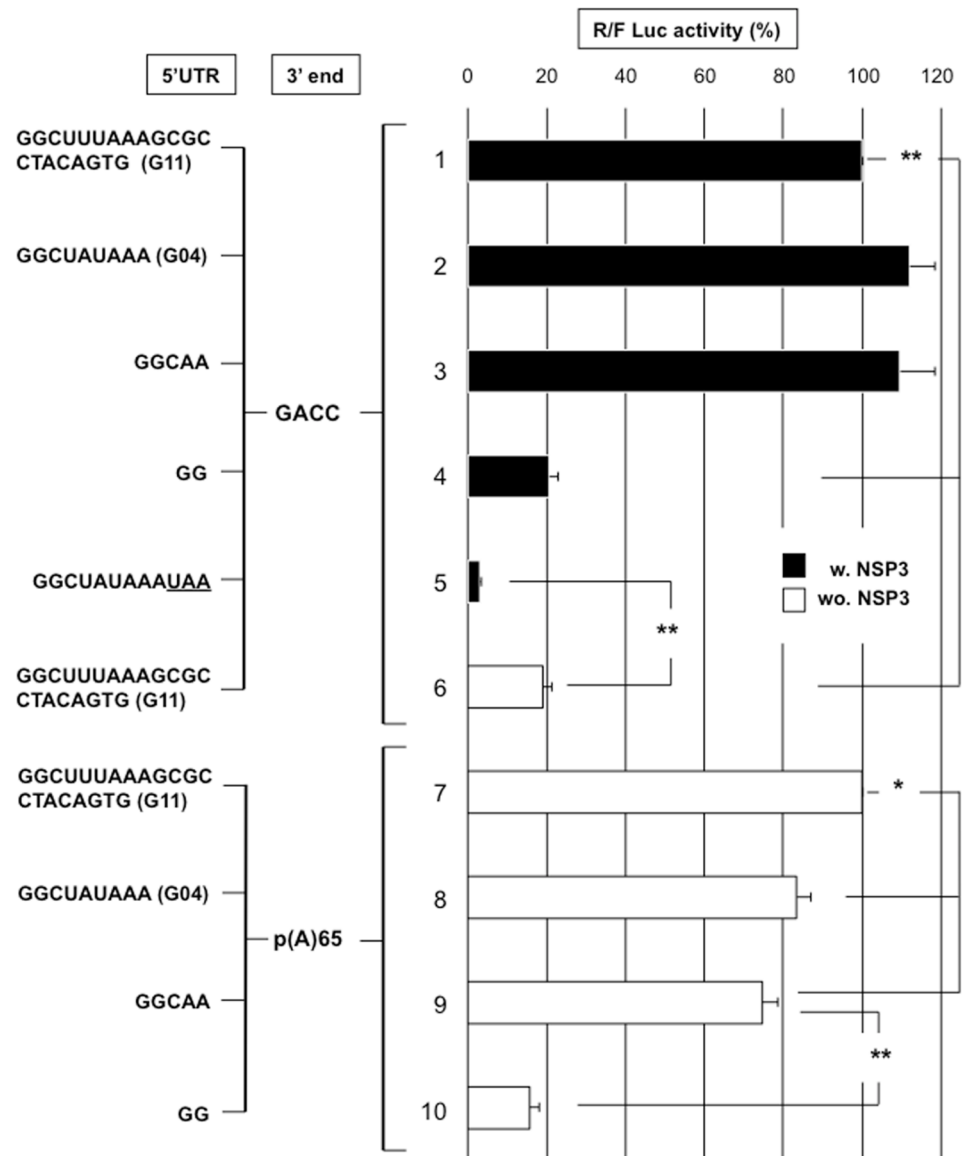 R/F Luc activity (%)
5'UTR 3' end 0 20 40 60 80 100 120
GGCUUUAAAGCGC
CTACAGTG (G11) 1 **
GGCUAUAAA (G04) 2
GGCAA 3
GACC
GG 4
w. NSP3
GGCUAUAAAUAA 5
wo. NSP3
**
GGCUUUAAAGCGC
CTACAGTG (G11) 6
GGCUUUAAAGCGC
CTACAGTG (G11) 7 *
GGCUAUAAA (G04) 8
p(A)65
GGCAA 9
**
GG 10